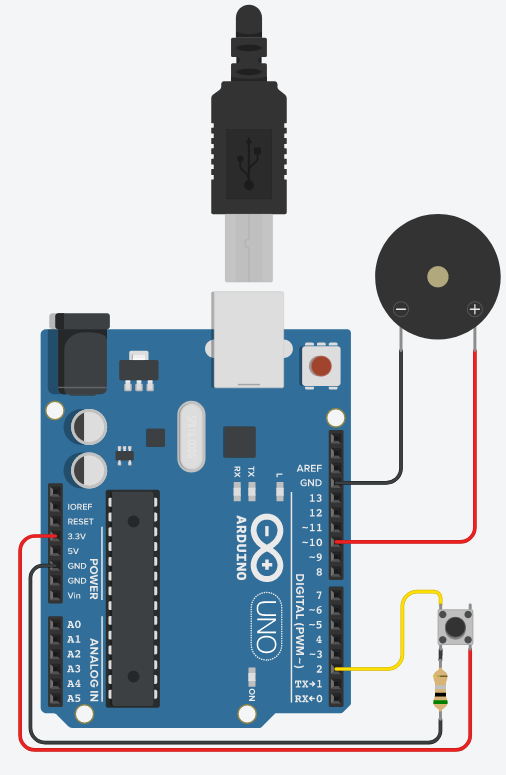 −
+
RX
TX
L
AREF
GND
13
12
~11
~10
~9
8
7
~6
~5
4
~3
2
TX→1
RX←0
DIGITAL (PWM~)
IOREF
RESET
3.3V
5V
GND
GND
Vin
POWER
A0
A1
A2
A3
A4
A5
ANALOG IN
ARDUINO
UNO
ON